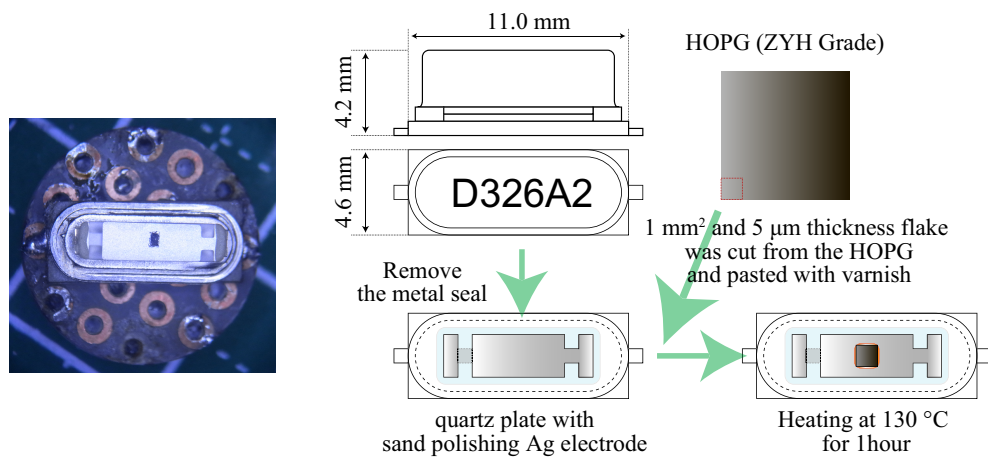 11.0 mm
4.2 mm
4.6 mm
D326A2
HOPG (ZYH Grade)
1 mm² and 5 μm thickness flake
was cut from the HOPG
and pasted with varnish
Remove
the metal seal
quartz plate with
sand polishing Ag electrode
Heating at 130 °C
for 1hour